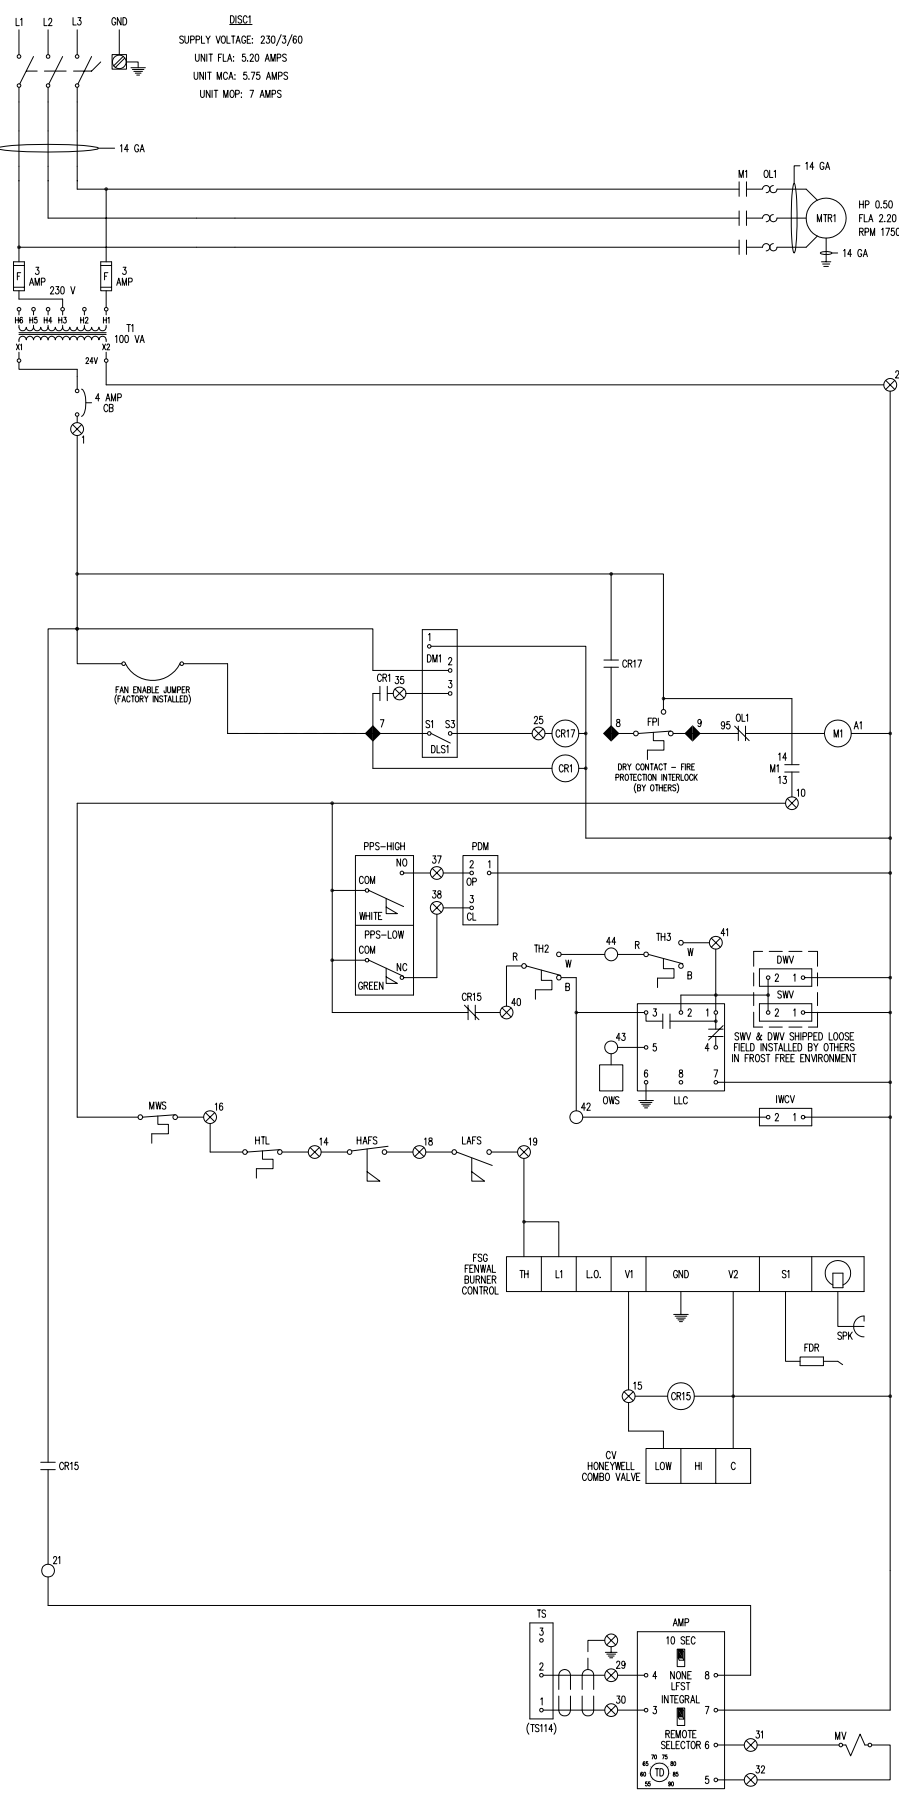 L1 L2 L3 GND
DISC1
SUPPLY VOLTAGE: 230/3/60
UNIT FLA: 5.20 AMPS
UNIT MCA: 5.75 AMPS
UNIT MOP: 7 AMPS
14 GA
14 GA
M1 OL1
MTR1
HP 0.50
FLA 2.20
RPM 1750
14 GA
F 3 AMP
F 3 AMP
230 V
H6 H5 H4 H3 H2 H1
T1
100 VA
X1 X2
24V
2
4 AMP
CB
1
1
DM1
2
3
CR17
CR1 35
FAN ENABLE JUMPER
(FACTORY INSTALLED)
7
S1 S3
DLS1
25
CR17
CR1
8
FPI
9
95
OL1
M1
A1
DRY CONTACT - FIRE
PROTECTION INTERLOCK
(BY OTHERS)
14
M1
13
10
PPS-HIGH
NO
COM
WHITE
37
PDM
2 1
OP
3
CL
38
PPS-LOW
COM
NC
GREEN
R
TH2
W
B
44
R
TH3
W
B
41
DWV
2 1
SWV
2 1
SWV & DWV SHIPPED LOOSE
FIELD INSTALLED BY OTHERS
IN FROST FREE ENVIRONMENT
CR15
40
3 2 1
43
5
4
6 8 7
OWS
LLC
42
IWCV
2 1
MWS
16
HTL
14
HAFS
18
LAFS
19
FSG
FENWAL
BURNER
CONTROL
TH L1 L.O. V1 GND V2 S1
SPK
FDR
15
CR15
CV
HONEYWELL
COMBO VALVE
LOW HI C
CR15
21
TS
3
2
1
(TS114)
29
30
AMP
10 SEC
NONE
LFST
INTEGRAL
REMOTE
SELECTOR
4
3
8
7
6
5
31
32
MV
TD
55 60 65 70 75 80 85 90